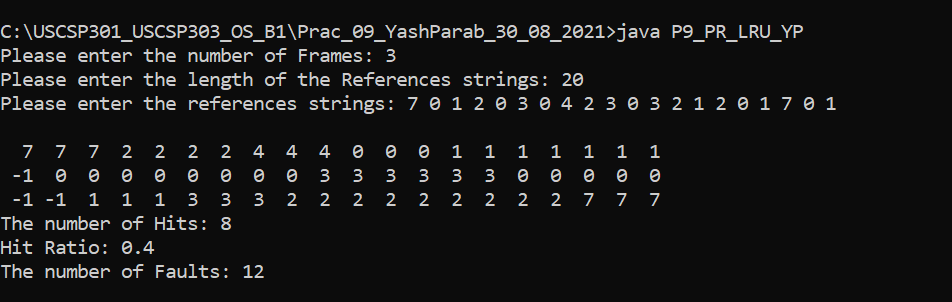 C:\USCSP301_USCSP303_OS_B1\Prac_09_YashParab_30_08_2021>java P9_PR_LRU_YP
Please enter the number of Frames: 3
Please enter the length of the References strings: 20
Please enter the references strings: 7 0 1 2 0 3 0 4 2 3 0 3 2 1 2 0 1 7 0 1
7 7 7 2 2 2 2 4 4 4 0 0 0 1 1 1 1 1 1 1
-1 0 0 0 0 0 0 0 0 3 3 3 3 3 3 0 0 0 0 0
-1 -1 1 1 1 3 3 3 2 2 2 2 2 2 2 2 2 7 7 7
The number of Hits: 8
Hit Ratio: 0.4
The number of Faults: 12